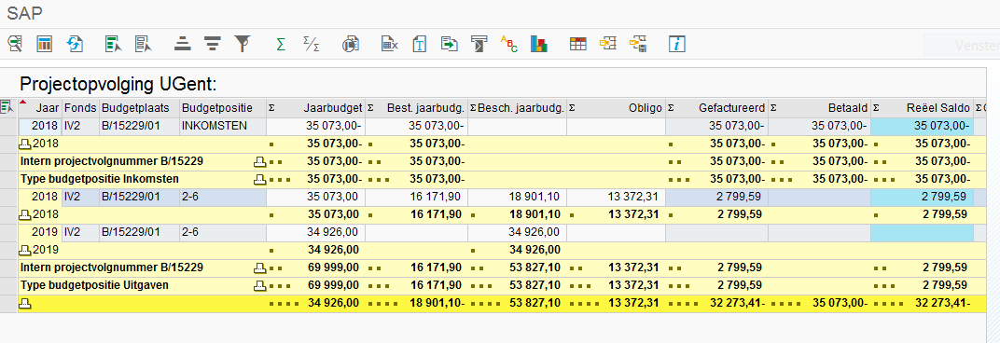 SAP
Venster
Projectopvolging UGent:
Jaar Fonds Budgetplaats Budgetpositie Σ Jaarbudget Σ Best. jaarbudg. Σ Besch. jaarbudg. Σ Obligo Σ Gefactureerd Σ Betaald Σ Reëel Saldo Σ
2018 IV2 B/15229/01 INKOMSTEN 35 073,00- 35 073,00- 35 073,00- 35 073,00- 35 073,00-
2018 35 073,00- 35 073,00- 35 073,00- 35 073,00- 35 073,00-
Intern projectvolgnummer B/15229 35 073,00- 35 073,00- 35 073,00- 35 073,00- 35 073,00-
Type budgetpositie Inkomsten 35 073,00- 35 073,00- 35 073,00- 35 073,00- 35 073,00-
2018 IV2 B/15229/01 2-6 35 073,00 16 171,90 18 901,10 13 372,31 2 799,59 2 799,59
2018 35 073,00 16 171,90 18 901,10 13 372,31 2 799,59 2 799,59
2019 IV2 B/15229/01 2-6 34 926,00 34 926,00
2019 34 926,00 34 926,00
Intern projectvolgnummer B/15229 69 999,00 16 171,90 53 827,10 13 372,31 2 799,59 2 799,59
Type budgetpositie Uitgaven 69 999,00 16 171,90 53 827,10 13 372,31 2 799,59 2 799,59
34 926,00 18 901,10- 53 827,10 13 372,31 32 273,41- 35 073,00- 32 273,41-